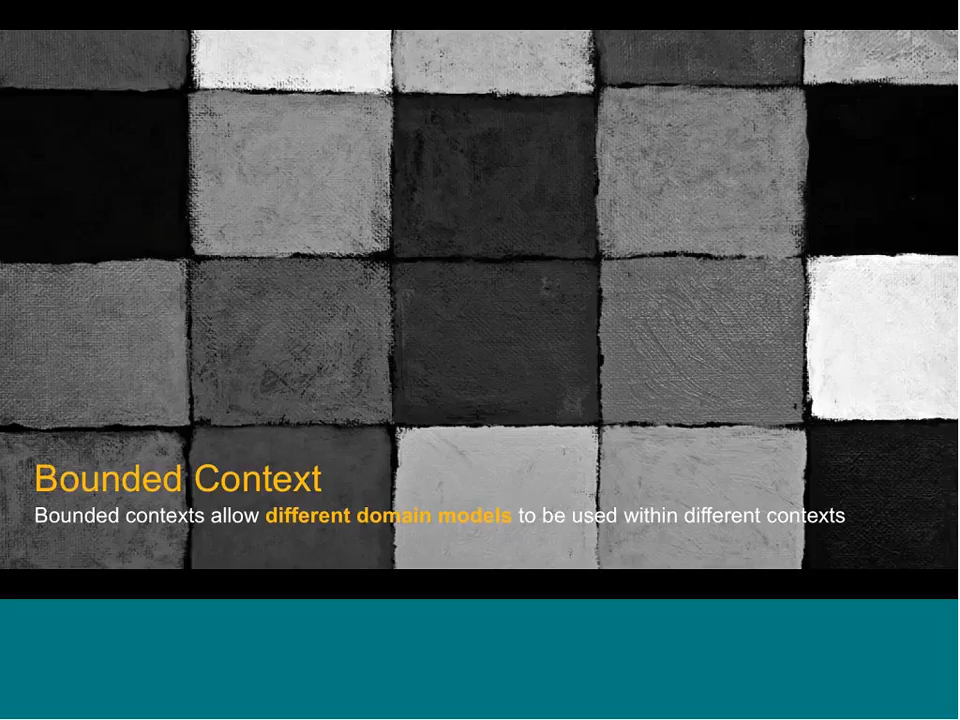 Bounded Context
Bounded contexts allow different domain models to be used within different contexts